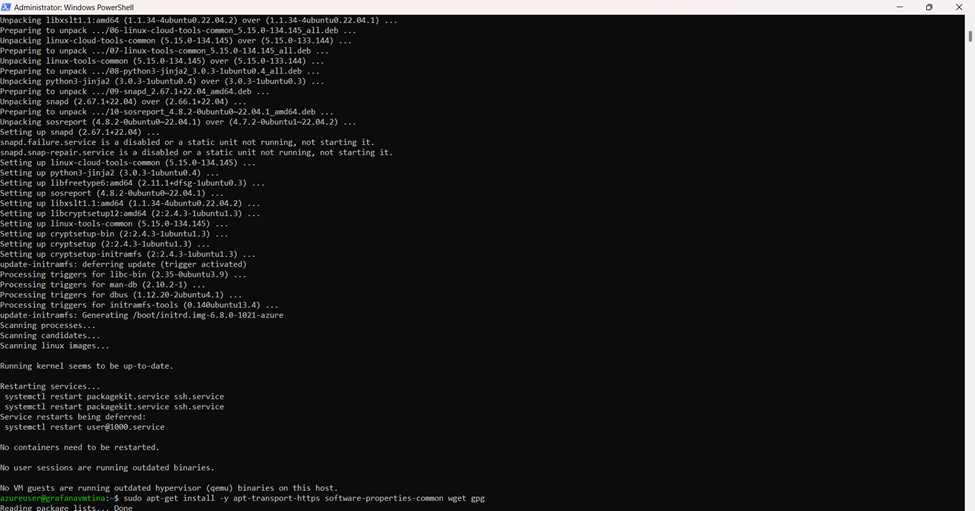 Administrator: Windows PowerShell
Unpacking libxslt1.1:amd64 (1.1.34-4ubuntu0.22.04.2) over (1.1.34-4ubuntu0.22.04.1) ...
Preparing to unpack .../06-linux-cloud-tools-common_5.15.0-134.145_all.deb ...
Unpacking linux-cloud-tools-common (5.15.0-134.145) over (5.15.0-133.144) ...
Preparing to unpack .../07-linux-tools-common_5.15.0-134.145_all.deb ...
Unpacking linux-tools-common (5.15.0-134.145) over (5.15.0-133.144) ...
Preparing to unpack .../08-python3-jinja2_3.0.3-1ubuntu0.4_all.deb ...
Unpacking python3-jinja2 (3.0.3-1ubuntu0.4) over (3.0.3-1ubuntu0.3) ...
Preparing to unpack .../09-snapd_2.67.1+22.04_amd64.deb ...
Unpacking snapd (2.67.1+22.04) over (2.66.1+22.04) ...
Preparing to unpack .../10-sosreport_4.8.2-0ubuntu0~22.04.1_amd64.deb ...
Unpacking sosreport (4.8.2-0ubuntu0~22.04.1) over (4.7.2-0ubuntu1~22.04.2) ...
Setting up snapd (2.67.1+22.04) ...
snapd.failure.service is a disabled or a static unit not running, not starting it.
snapd.snap-repair.service is a disabled or a static unit not running, not starting it.
Setting up linux-cloud-tools-common (5.15.0-134.145) ...
Setting up python3-jinja2 (3.0.3-1ubuntu0.4) ...
Setting up libfreetype6:amd64 (2.11.1+dfsg-1ubuntu0.3) ...
Setting up sosreport (4.8.2-0ubuntu0~22.04.1) ...
Setting up libxslt1.1:amd64 (1.1.34-4ubuntu0.22.04.2) ...
Setting up libcryptsetup12:amd64 (2:2.4.3-1ubuntu1.3) ...
Setting up linux-tools-common (5.15.0-134.145) ...
Setting up cryptsetup-bin (2:2.4.3-1ubuntu1.3) ...
Setting up cryptsetup (2:2.4.3-1ubuntu1.3) ...
Setting up cryptsetup-initramfs (2:2.4.3-1ubuntu1.3) ...
update-initramfs: deferring update (trigger activated)
Processing triggers for libc-bin (2.35-0ubuntu3.9) ...
Processing triggers for man-db (2.10.2-1) ...
Processing triggers for dbus (1.12.20-2ubuntu4.1) ...
Processing triggers for initramfs-tools (0.140ubuntu13.4) ...
update-initramfs: Generating /boot/initrd.img-6.8.0-1021-azure
Scanning processes...
Scanning candidates...
Scanning linux images...
Running kernel seems to be up-to-date.
Restarting services...
systemctl restart packagekit.service ssh.service
systemctl restart packagekit.service ssh.service
Service restarts being deferred:
systemctl restart user@1000.service
No containers need to be restarted.
No user sessions are running outdated binaries.
No VM guests are running outdated hypervisor (qemu) binaries on this host.
azureuser@grafanavmtina:~$ sudo apt-get install -y apt-transport-https software-properties-common wget gpg
Reading package lists... Done